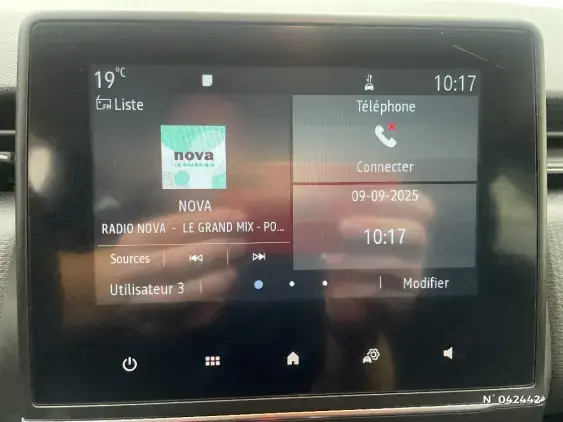 19°C
10:17
FM Liste
nova
LE GRAND MIX
NOVA
RADIO NOVA - LE GRAND MIX - PO...
Sources
Utilisateur 3
Téléphone
Connecter
09-09-2025
10:17
Modifier
N°042442